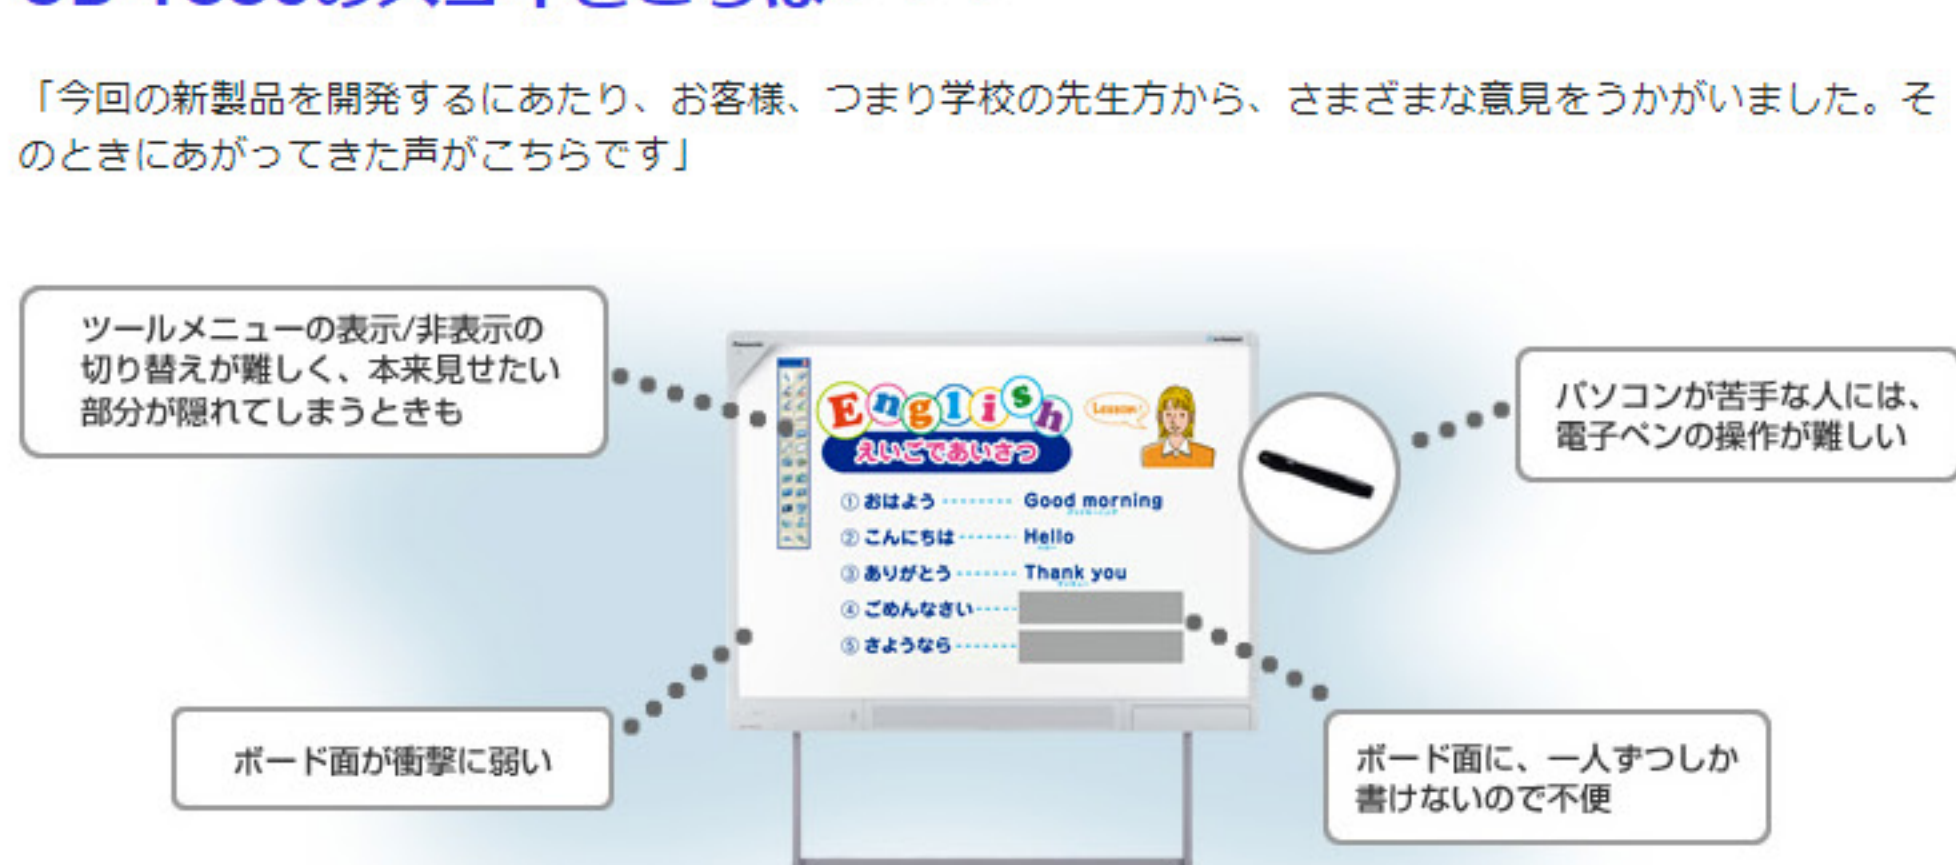 「今回の新製品を開発するにあたり、お客様、つまり学校の先生方から、さまざまな意見をうかがいました。そ
のときにあがってきた声がこちらです」
ツールメニューの表示/非表示の
切り替えが難しく、本来見せたい
部分が隠れてしまうときも
パソコンが苦手な人には、
電子ペンの操作が難しい
Panasonic
English
Lesson
えいごであいさつ
① おはよう Good morning
② こんにちは Hello
③ ありがとう Thank you
④ ごめんなさい
⑤ さようなら
ボード面が衝撃に弱い
ボード面に、一人ずつしか
書けないので不便